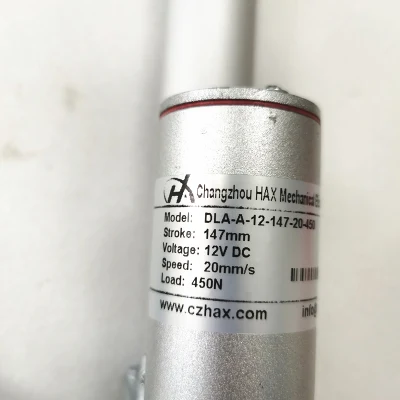 HA
Changzhou HAX Mechanical
Model: DLA-A-12-147-20-450
Stroke: 147mm
Voltage: 12V DC
Speed: 20mm/s
Load: 450N
www.czhax.com